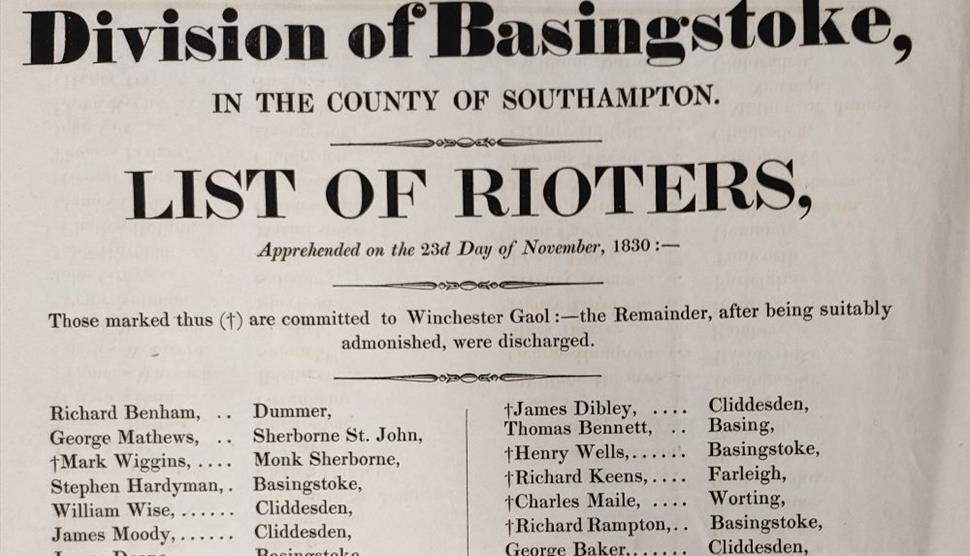 Division of Basingstoke,
IN THE COUNTY OF SOUTHAMPTON.
LIST OF RIOTERS,
Apprehended on the 23d Day of November, 1830 :—
Those marked thus (†) are committed to Winchester Gaol :—the Remainder, after being suitably
admonished, were discharged.
Richard Benham, .. Dummer,
George Mathews, .. Sherborne St. John,
†Mark Wiggins, .... Monk Sherborne,
Stephen Hardyman, . Basingstoke,
William Wise, ...... Cliddesden,
James Moody, ...... Cliddesden,
Basingstoke
†James Dibley, .... Cliddesden,
Thomas Bennett, .. Basing,
†Henry Wells, ...... Basingstoke,
†Richard Keens, .... Farleigh,
†Charles Maile, .... Worting,
†Richard Rampton, .. Basingstoke,
George Baker, ...... Cliddesden,